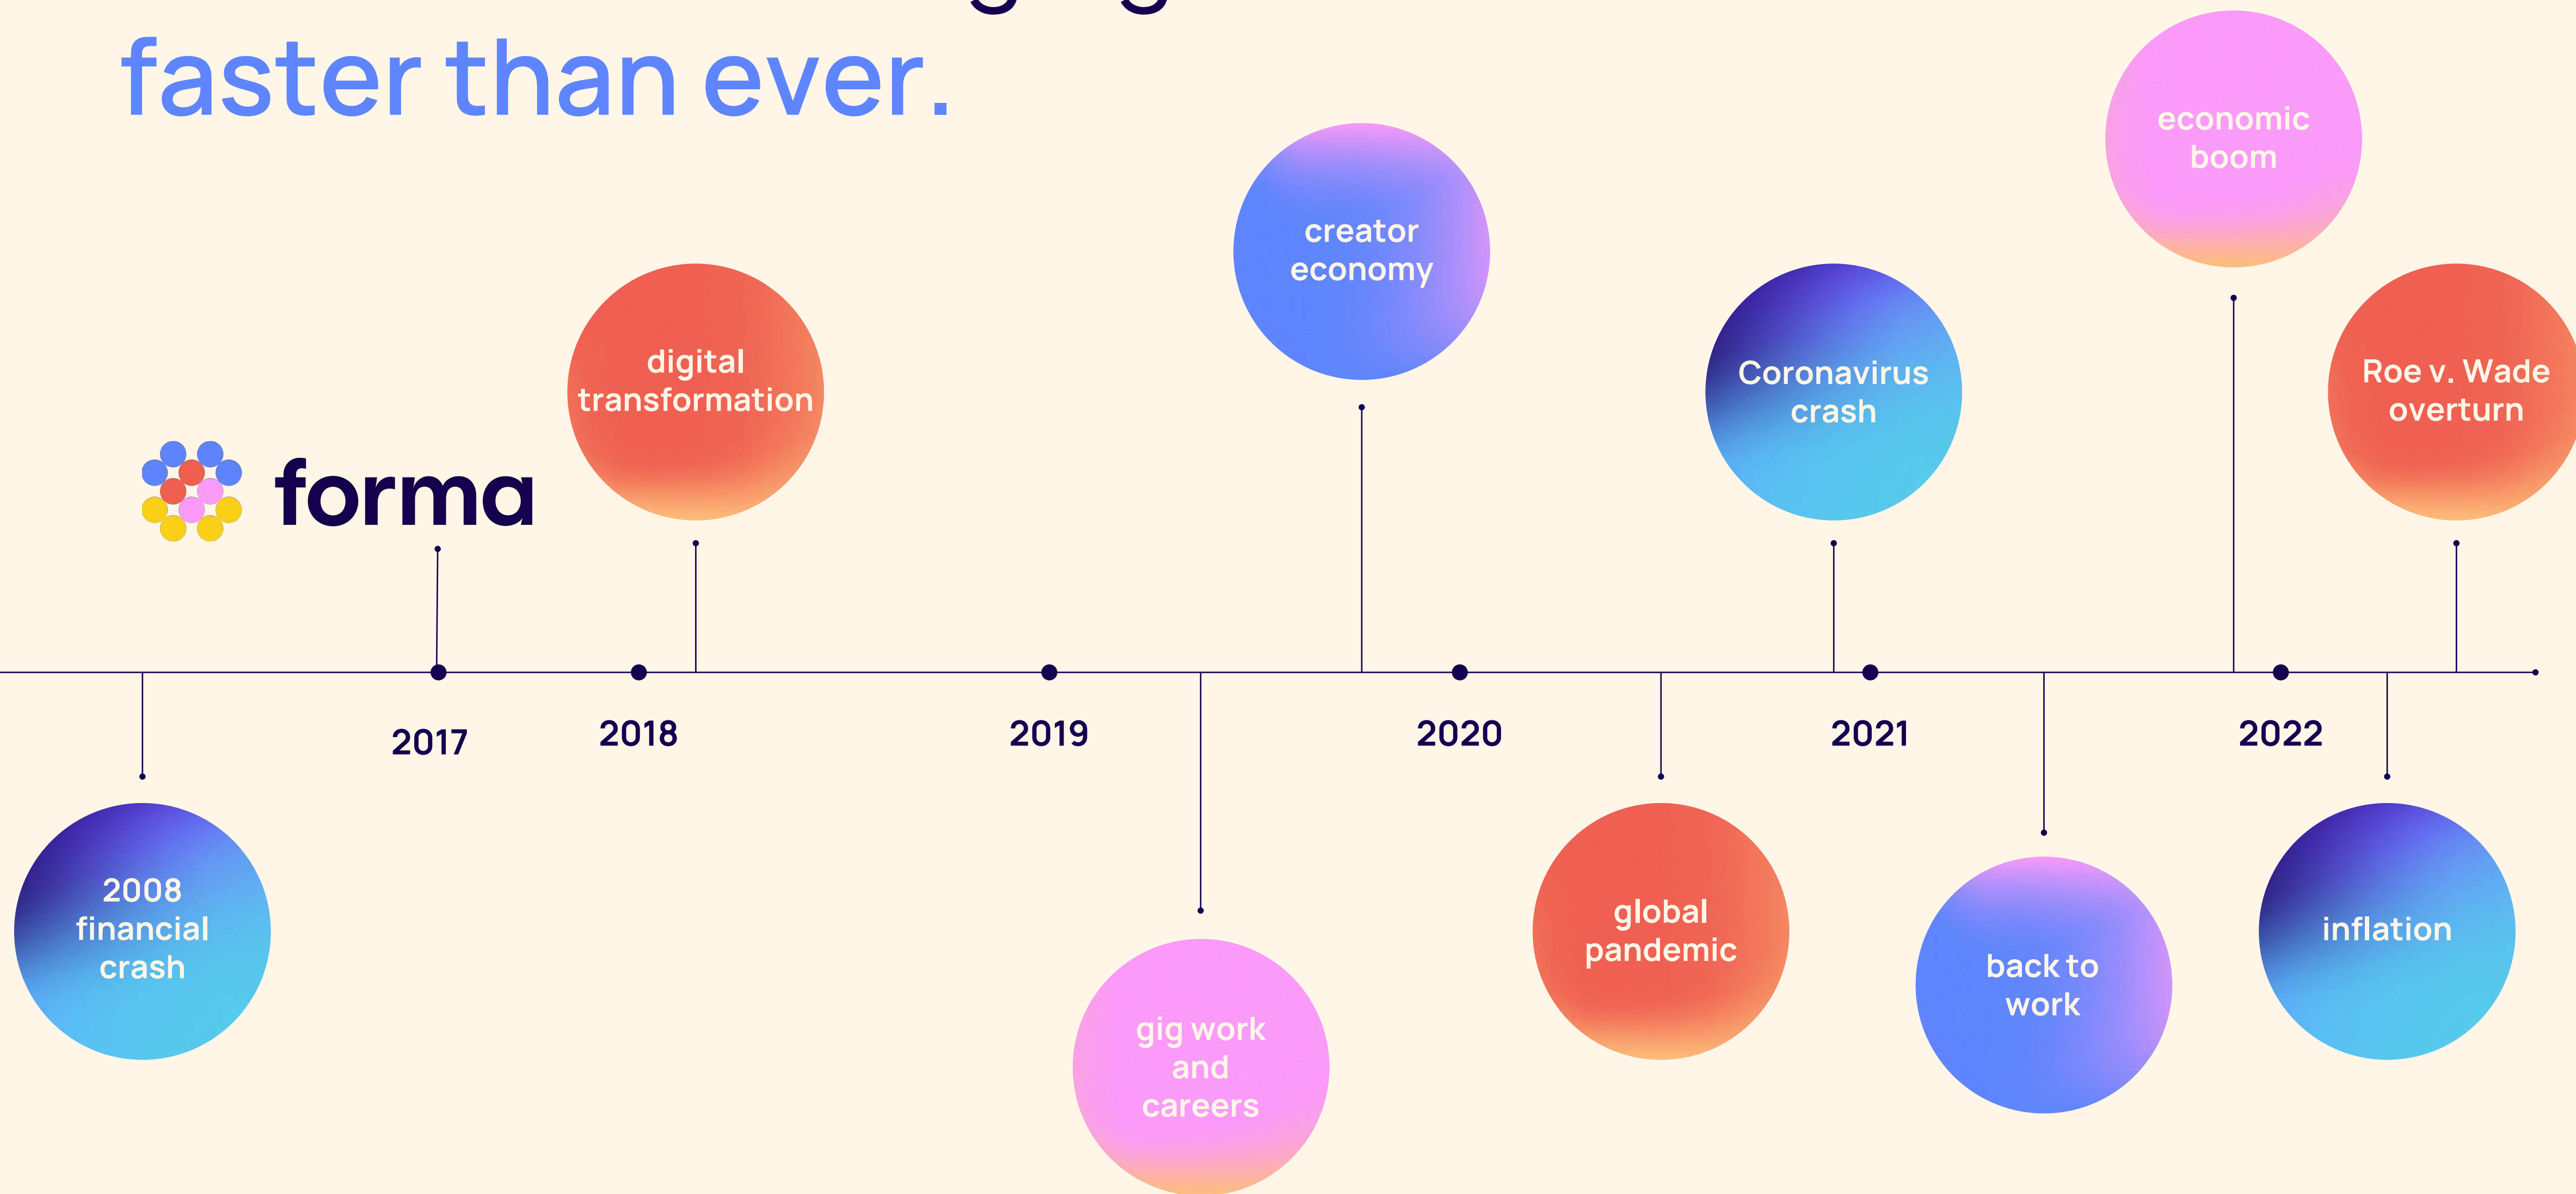 faster than ever.
economic
boom
creator
economy
digital
transformation
Coronavirus
crash
Roe v. Wade
overturn
forma
2017
2018
2019
2020
2021
2022
2008
financial
crash
gig work
and
careers
global
pandemic
back to
work
inflation